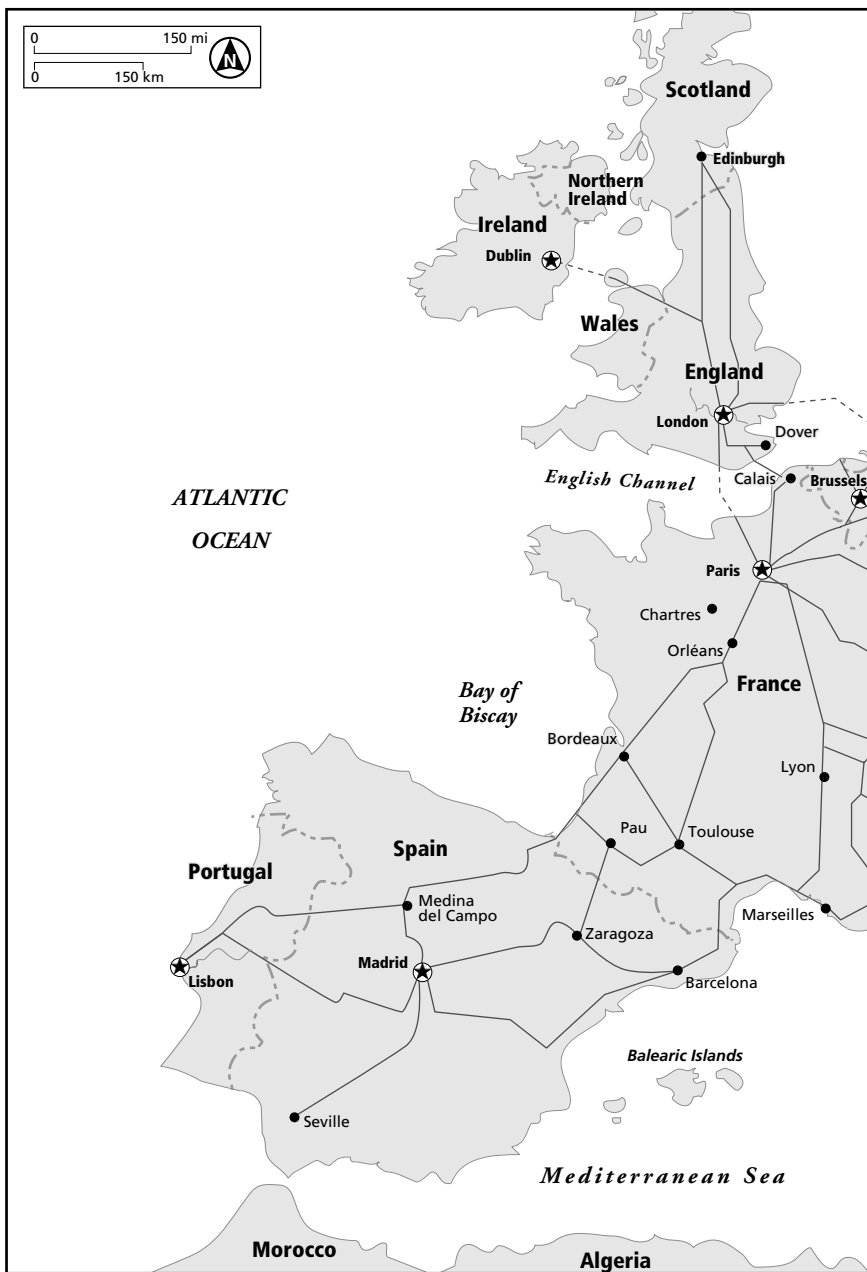 0 150 mi
0 150 km
N
Scotland
Edinburgh
Northern
Ireland
Ireland
Dublin
Wales
England
London
Dover
English Channel
Calais
Brussels
ATLANTIC
OCEAN
Paris
Chartres
Orléans
France
Bay of
Biscay
Bordeaux
Lyon
Pau
Toulouse
Spain
Portugal
Medina
del Campo
Marseilles
Zaragoza
Madrid
Lisbon
Barcelona
Balearic Islands
Seville
Mediterranean Sea
Morocco
Algeria